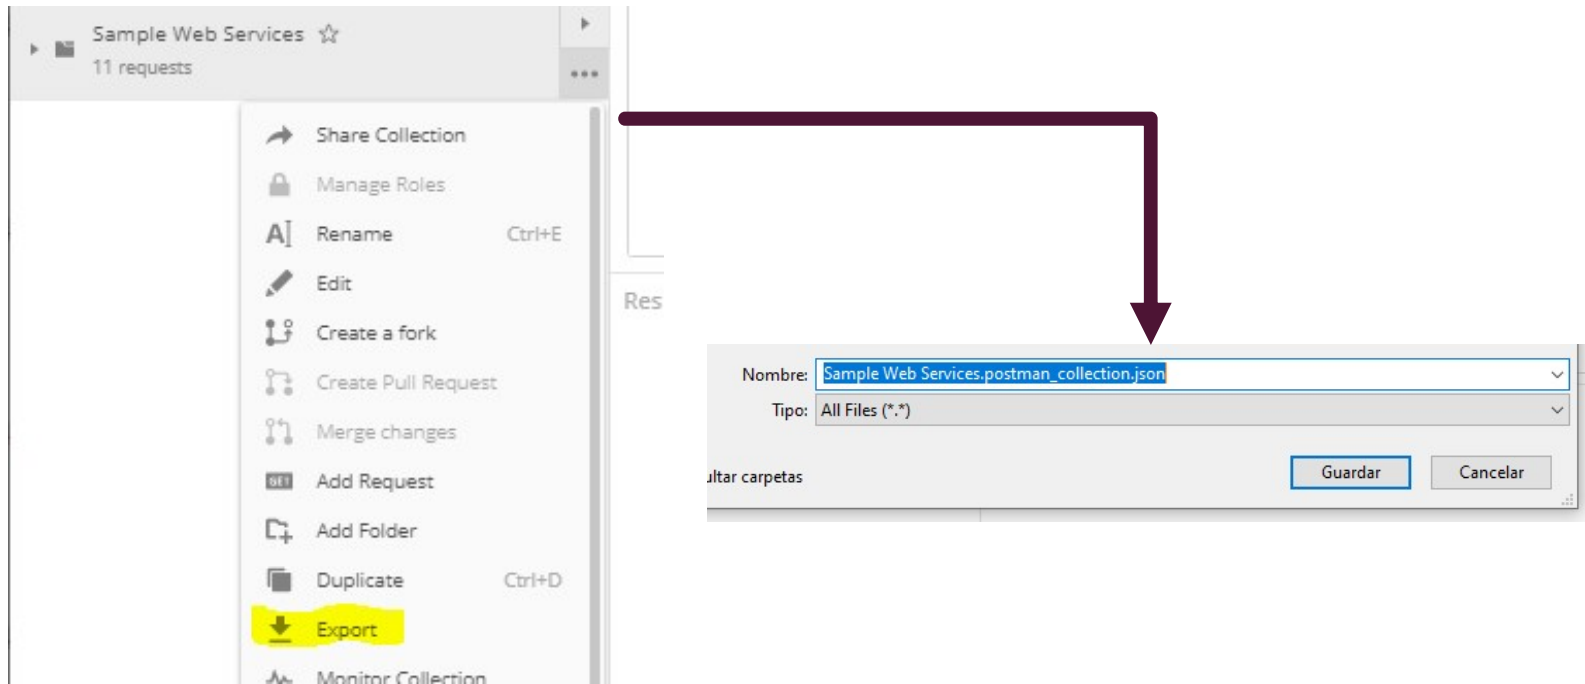 Sample Web Services
11 requests
Share Collection
Manage Roles
Rename Ctrl+E
Edit
Create a fork
Create Pull Request
Merge changes
GET Add Request
Add Folder
Duplicate Ctrl+D
Export
Monitor Collection
Res
Nombre: Sample Web Services.postman_collection.json
Tipo: All Files (*.*)
ultar carpetas
Guardar Cancelar